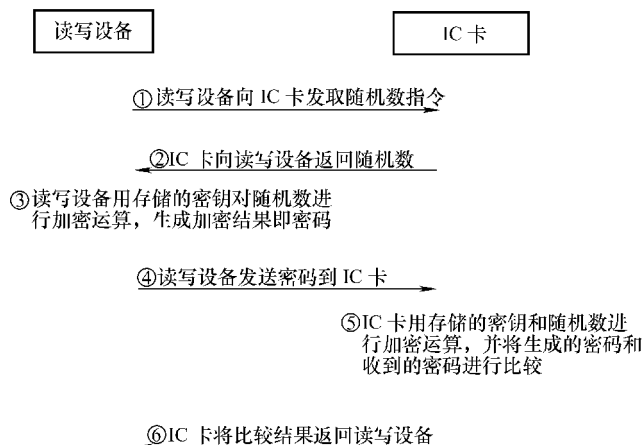 读写设备
IC 卡
①读写设备向 IC 卡发取随机数指令
②IC 卡向读写设备返回随机数
③读写设备用存储的密钥对随机数进
行加密运算，生成加密结果即密码
④读写设备发送密码到 IC 卡
⑤IC 卡用存储的密钥和随机数进
行加密运算，并将生成的密码和
收到的密码进行比较
⑥IC 卡将比较结果返回读写设备